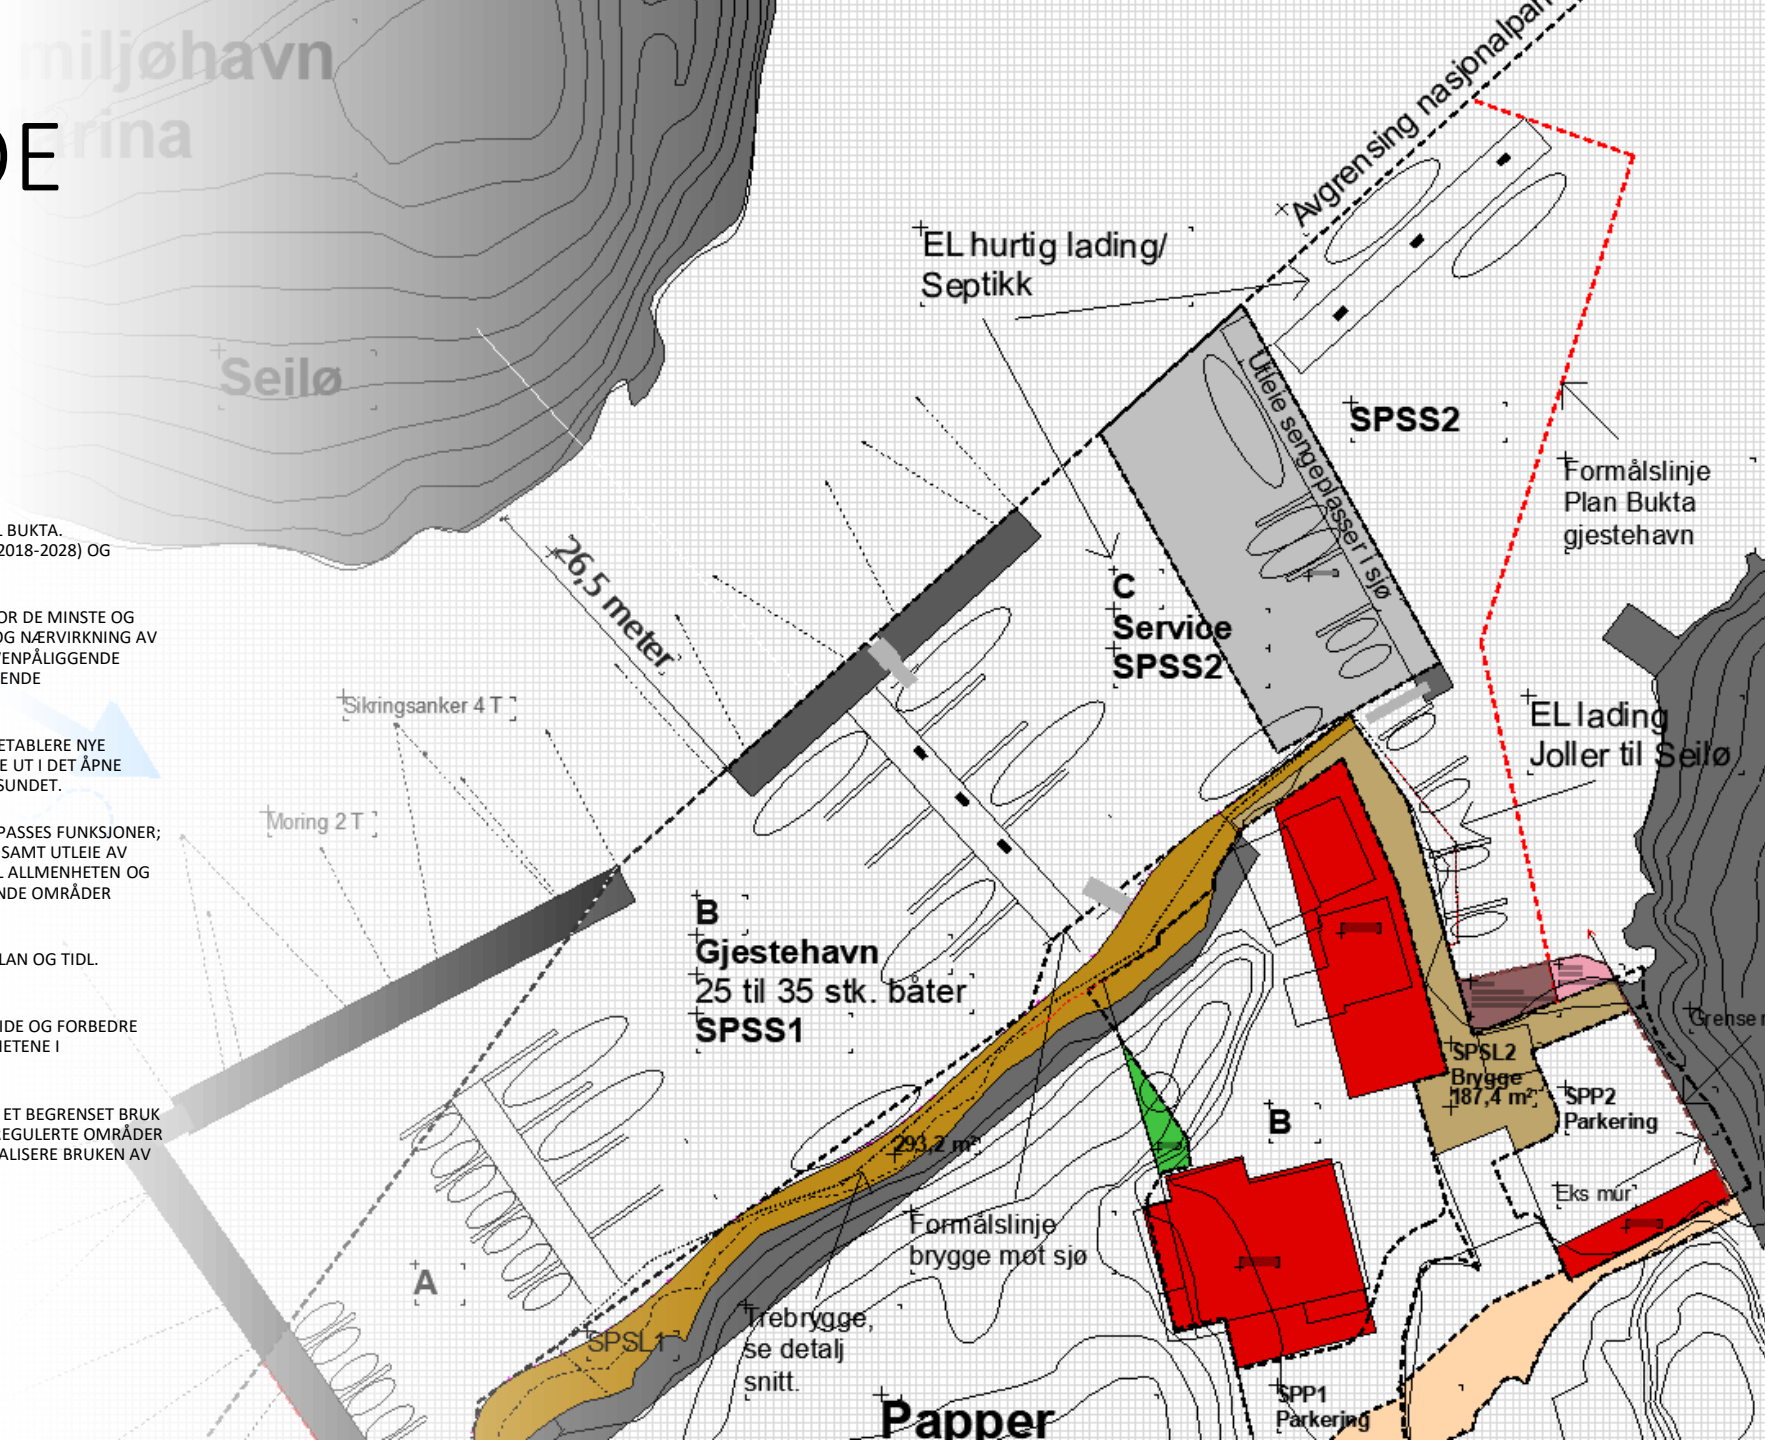 miljøhavn
rina
DE
Seilø
L BUKTA.
2018-2028) OG
OR DE MINSTE OG
OG NÆRVIRKNING AV
VENPÅLIGGENDE
ENDE
ETABLERE NYE
E UT I DET ÅPNE
SUNDET.
PASSES FUNKSJONER;
SAMT UTLEIE AV
L ALLMENHETEN OG
NDE OMRÅDER
LAN OG TIDL.
IDE OG FORBEDRE
HETENE I
ET BEGRENSET BRUK
REGULERTE OMRÅDER
ALISERE BRUKEN AV
Avgrensing nasjonalpar
EL hurtig lading/
Septikk
Utleie sengeplasser i sjø
SPSS2
Formålslinje
Plan Bukta
gjestehavn
26,5 meter
C
Service
SPSS2
Sikringsanker 4 T
Moring 2 T
EL lading
Joller til Seilø
B
Gjestehavn
25 til 35 stk. båter
SPSS1
Grense
SPSL2
Brygge
187,4 m²
SPP2
Parkering
B
293,2 m²
Eks mur
Formålslinje
brygge mot sjø
A
SPSL1
Trebrygge,
se detalj
snitt.
SPP1
Parkering
Papper